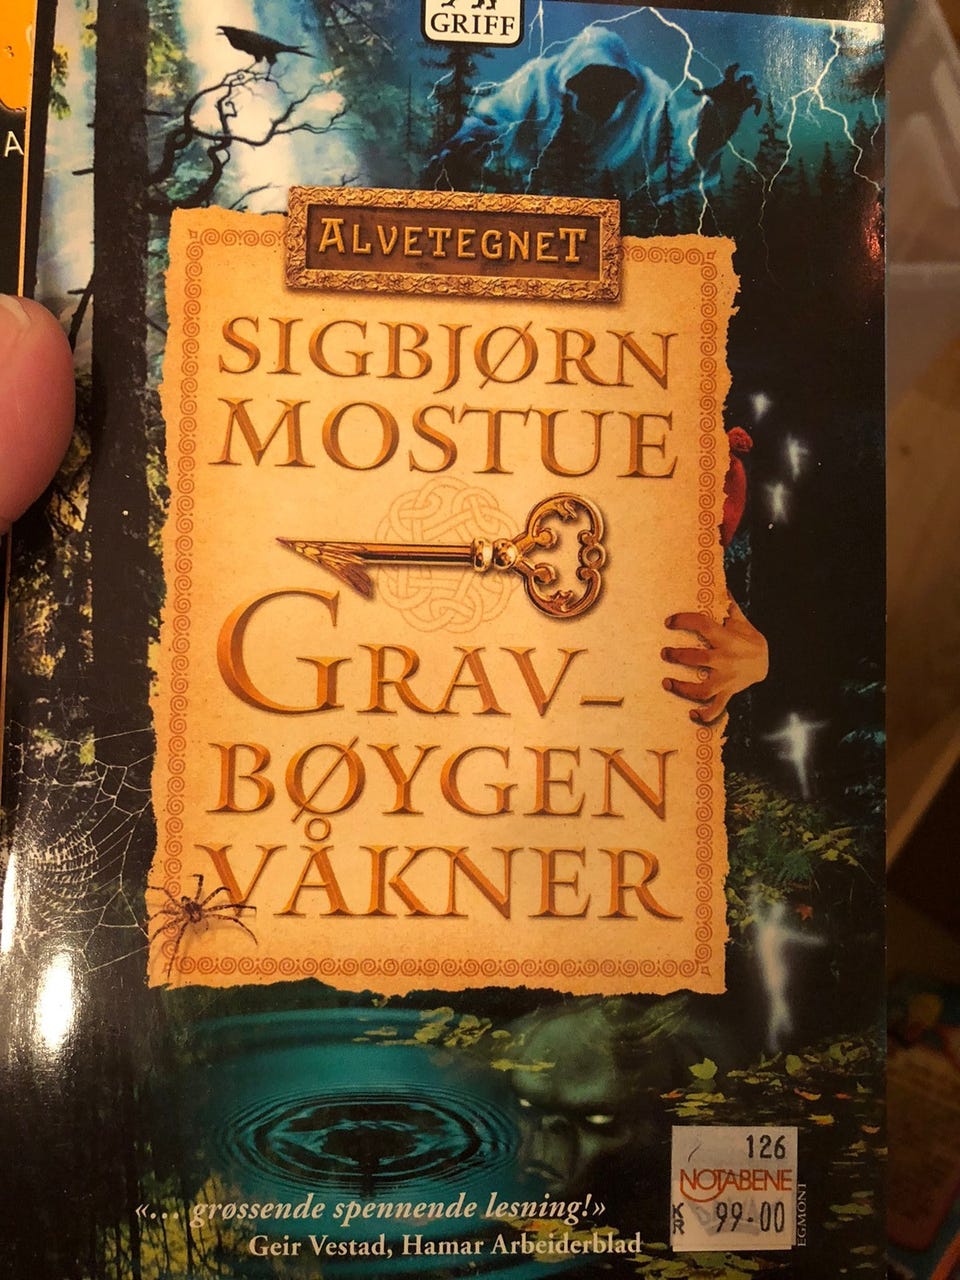 GRIFF
A
ALVETEGNET
SIGBJØRN
MOSTUE
GRAV-
BØYGEN
VÅKNER
126
NOTABENE
KR 99-00
EGMONT
«... grøssende spennende lesning!»
Geir Vestad, Hamar Arbeiderblad